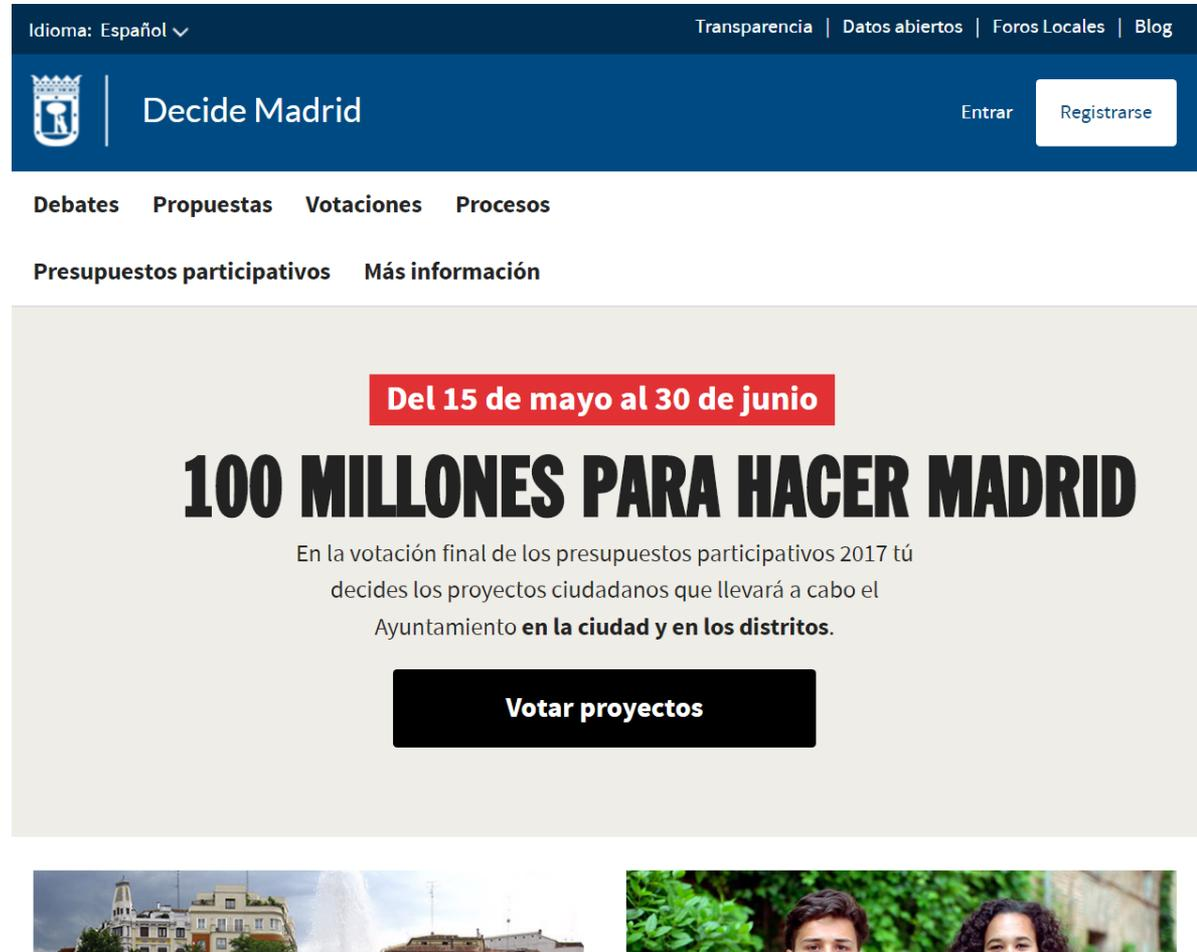 Idioma: Español
Transparencia | Datos abiertos | Foros Locales | Blog
Decide Madrid
Entrar
Registrarse
Debates Propuestas Votaciones Procesos
Presupuestos participativos Más información
Del 15 de mayo al 30 de junio
100 MILLONES PARA HACER MADRID
En la votación final de los presupuestos participativos 2017 tú
decides los proyectos ciudadanos que llevará a cabo el
Ayuntamiento en la ciudad y en los distritos.
Votar proyectos